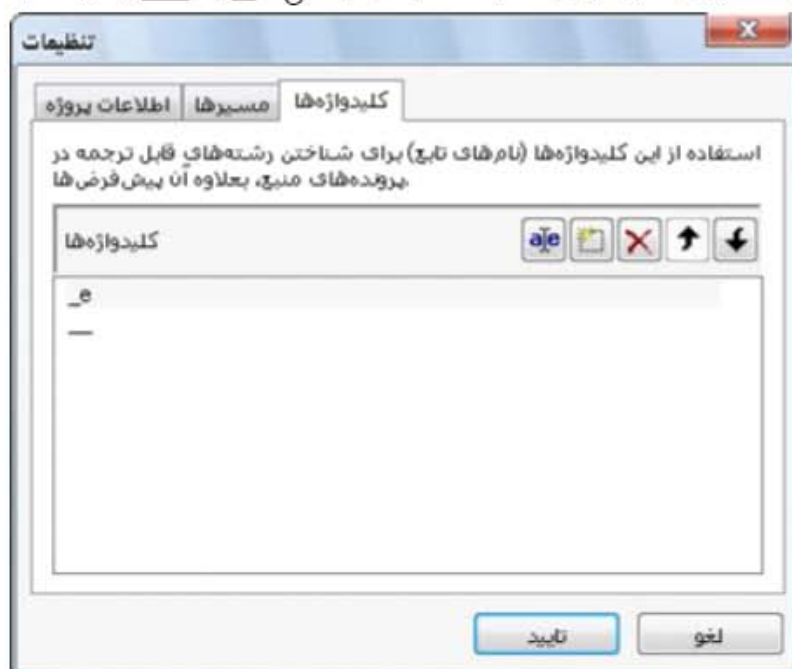 تنظیمات
اطلاعات پروژه مسیرها کلیدواژه‌ها
استفاده از این کلیدواژه‌ها (نام‌های تابع) برای شناختن رشته‌های قابل ترجمه در
پرونده‌های منبع، بعلاوه آن پیش‌فرض‌ها.
کلیدواژه‌ها
_e
__
تایید لغو